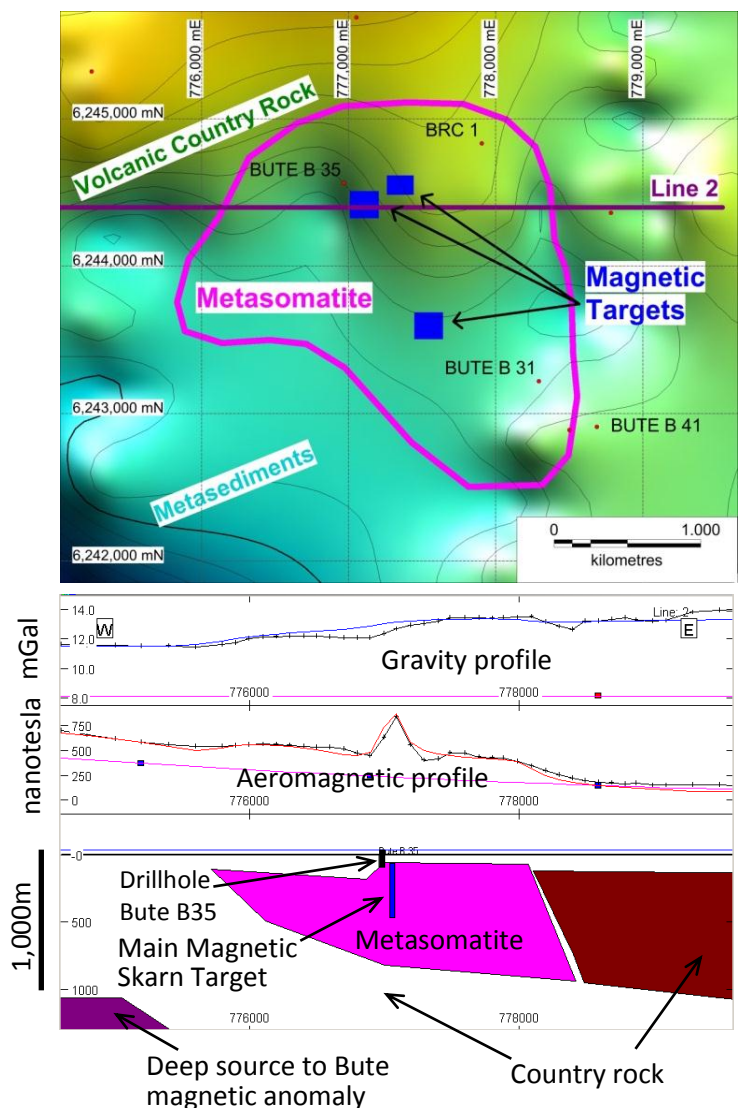 776,000 mE
777,000 mE
778,000 mE
779,000 mE
6,245,000 mN
Volcanic Country Rock
BRC 1
BUTE B 35
Line 2
6,244,000 mN
Metasomatite
Magnetic
Targets
BUTE B 31
6,243,000 mN
BUTE B 41
Metasediments
0 1.000
kilometres
6,242,000 mN
mGal
14.0
Line: 2
W
E
12.0
10.0
Gravity profile
8.0
776000 778000
nanotesla
750
500
250
Aeromagnetic profile
0
776000 778000
Bute B 35
-0
Drillhole
Bute B35
500
Main Magnetic
Skarn Target
Metasomatite
1,000m
1000
776000 778000
Deep source to Bute
magnetic anomaly
Country rock